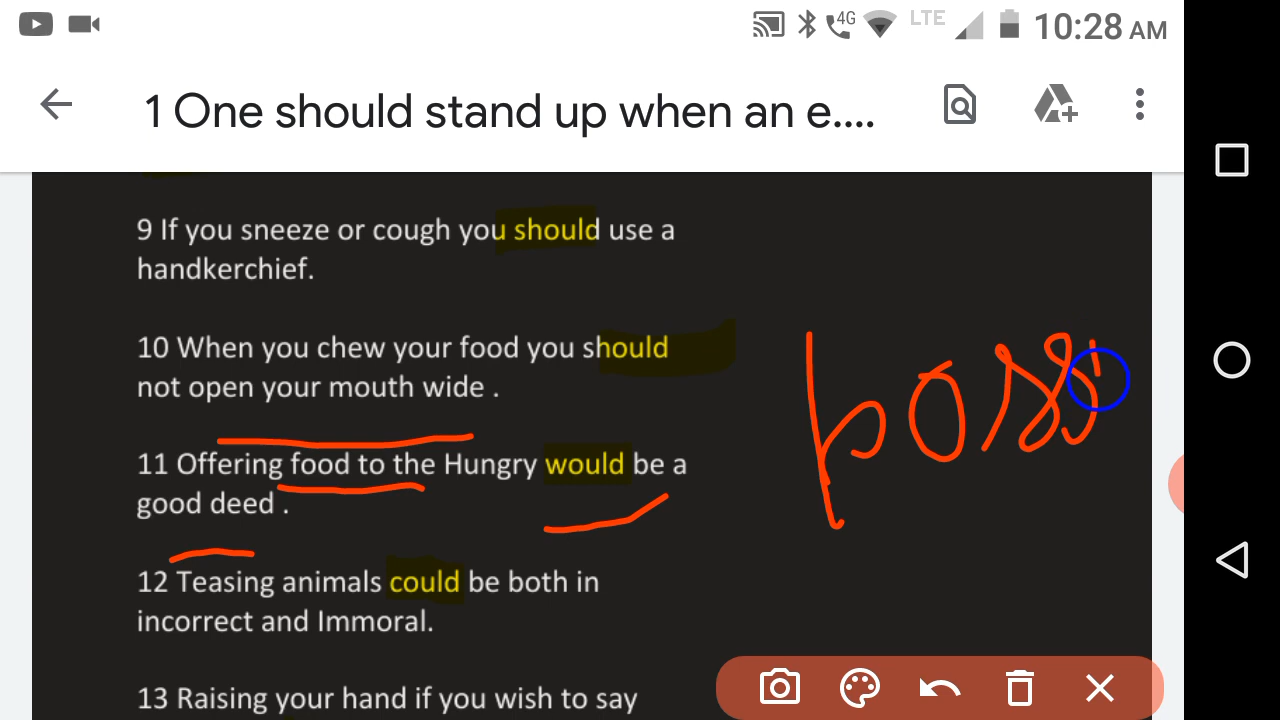 4G LTE 10:28 AM
1 One should stand up when an e....
9 If you sneeze or cough you should use a
handkerchief.
10 When you chew your food you should
not open your mouth wide .
11 Offering food to the Hungry would be a
good deed .
12 Teasing animals could be both in
incorrect and Immoral.
13 Raising your hand if you wish to say
possi